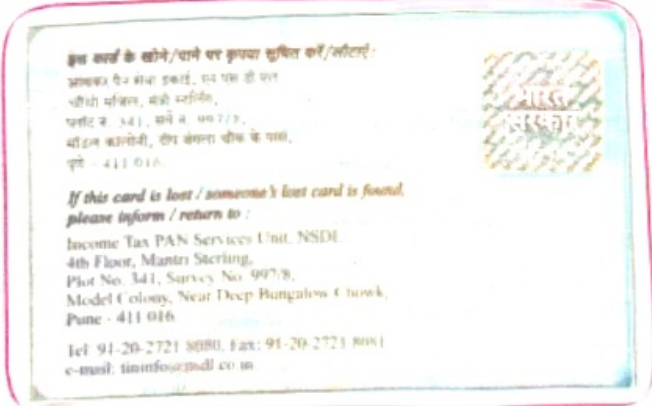 इस कार्ड के खोने/पाने पर कृपया सूचित करें/लौटाएं :
आयकर पैन सेवा इकाई, एन एस डी एल
चौथी मंजिल, मंत्री स्टर्लिंग,
प्लॉट नं. 341, सर्वे नं. 997/8,
मॉडल कालोनी, दीप बंगला चौक के पास,
पुणे - 411 016.
भारत
सरकार
If this card is lost / someone's lost card is found,
please inform / return to :
Income Tax PAN Services Unit, NSDL
4th Floor, Mantri Sterling,
Plot No. 341, Survey No. 997/8,
Model Colony, Near Deep Bungalow Chowk,
Pune - 411 016.
Tel: 91-20-2721 8080, Fax: 91-20-2721 8081
e-mail: tininfo@nsdl.co.in